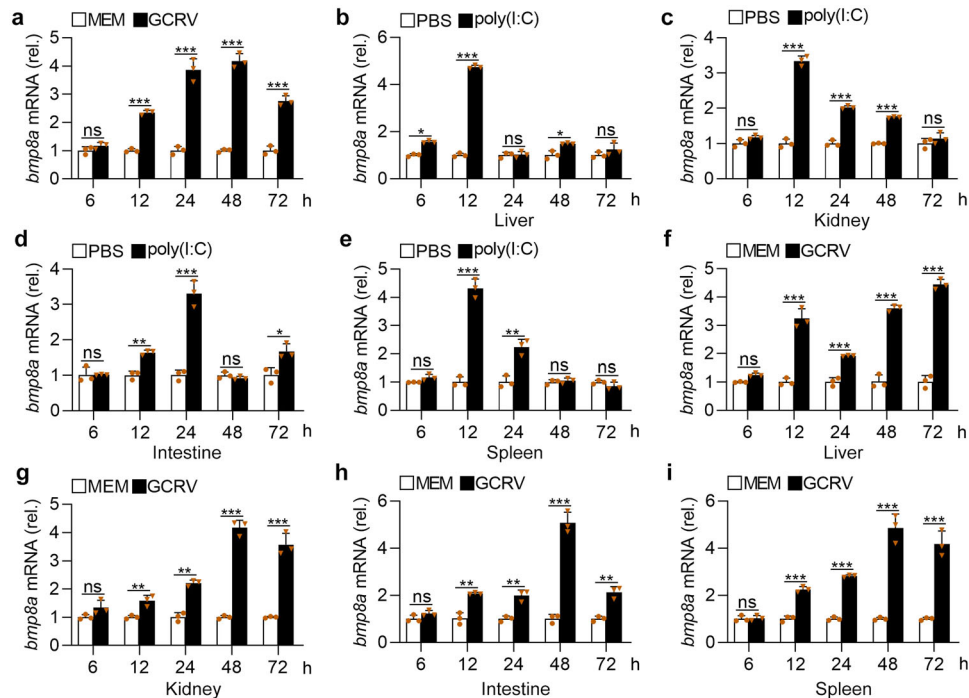 a
MEM GCRV
bmp8a mRNA (rel.)
5
4
3
2
1
0
ns *** *** *** ***
6 12 24 48 72 h
b
PBS poly(I:C)
bmp8a mRNA (rel.)
6
4
2
0
* *** ns * ns
6 12 24 48 72 h
Liver
c
PBS poly(I:C)
bmp8a mRNA (rel.)
4
3
2
1
0
ns *** *** *** ns
6 12 24 48 72 h
Kidney
d
PBS poly(I:C)
bmp8a mRNA (rel.)
4
3
2
1
0
ns ** *** ns *
6 12 24 48 72 h
Intestine
e
PBS poly(I:C)
bmp8a mRNA (rel.)
5
4
3
2
1
0
ns *** ** ns ns
6 12 24 48 72 h
Spleen
f
MEM GCRV
bmp8a mRNA (rel.)
5
4
3
2
1
0
ns *** *** *** ***
6 12 24 48 72 h
Liver
g
MEM GCRV
bmp8a mRNA (rel.)
5
4
3
2
1
0
ns ** ** *** ***
6 12 24 48 72 h
Kidney
h
MEM GCRV
bmp8a mRNA (rel.)
6
4
2
0
ns ** ** *** **
6 12 24 48 72 h
Intestine
i
MEM GCRV
bmp8a mRNA (rel.)
6
4
2
0
ns *** *** *** ***
6 12 24 48 72 h
Spleen